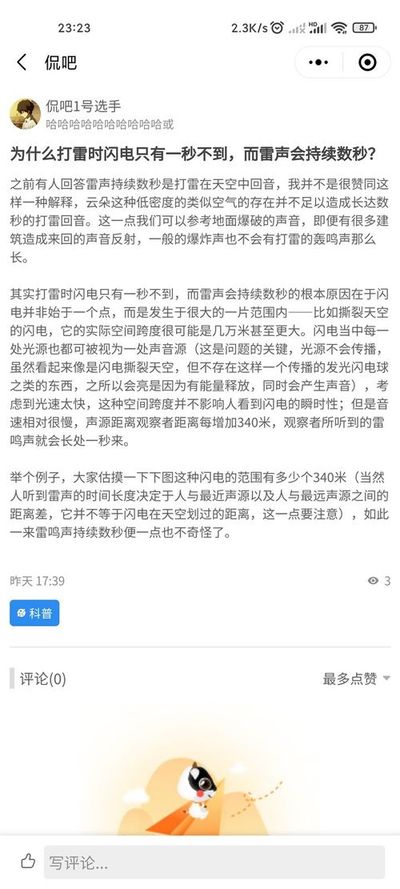 23:23
2.3K/s
HD
87
侃吧
侃吧1号选手
哈哈哈哈哈哈哈哈哈哈或
为什么打雷时闪电只有一秒不到，而雷声会持续数秒？
之前有人回答雷声持续数秒是打雷在天空中回音，我并不是很赞同这
样一种解释，云朵这种低密度的类似空气的存在并不足以造成长达数
秒的打雷回音。这一点我们可以参考地面爆破的声音，即便有很多建
筑造成来回的声音反射，一般的爆炸声也不会有打雷的轰鸣声那么
长。
其实打雷时闪电只有一秒不到，而雷声会持续数秒的根本原因在于闪
电并非始于一个点，而是发生于很大的一片范围内——比如撕裂天空
的闪电，它的实际空间跨度很可能是几万米甚至更大。闪电当中每一
处光源也都可被视为一处声音源（这是问题的关键，光源不会传播，
虽然看起来像是闪电撕裂天空，但不存在这样一个传播的发光闪电球
之类的东西，之所以会亮是因为有能量释放，同时会产生声音），考
虑到光速太快，这种空间跨度并不影响人看到闪电的瞬时性；但是音
速相对很慢，声源距离观察者距离每增加340米，观察者所听到的雷
鸣声就会长处一秒来。
举个例子，大家估摸一下下图这种闪电的范围有多少个340米（当然
人听到雷声的时间长度决定于人与最近声源以及人与最远声源之间的
距离差，它并不等于闪电在天空划过的距离，这一点要注意），如此
一来雷鸣声持续数秒便一点也不奇怪了。
昨天 17:39
3
科普
评论(0)
最多点赞
写评论...